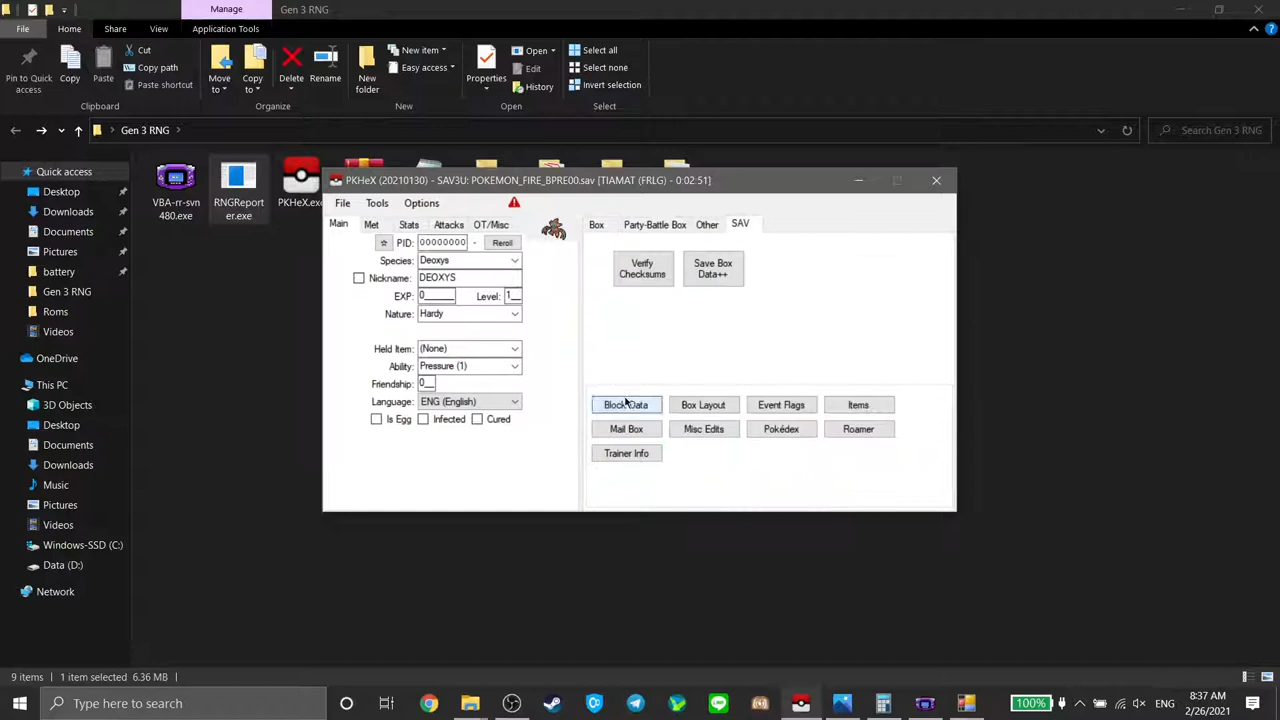 Manage
Gen 3 RNG
File
Home
Share
View
Application Tools
Pin to Quick access
Copy
Paste
Cut
Copy path
Paste shortcut
Move to
Copy to
Delete
Rename
New folder
New item
Easy access
Properties
Open
Edit
History
Select all
Select none
Invert selection
Clipboard
Organize
New
Open
Select
Gen 3 RNG
Search Gen 3 RNG
Quick access
Desktop
Downloads
Documents
Pictures
battery
Gen 3 RNG
Roms
Videos
OneDrive
This PC
3D Objects
Desktop
Documents
Downloads
Music
Pictures
Videos
Windows-SSD (C:)
Data (D:)
Network
VBA-rr-svn
480.exe
RNGReport
er.exe
PKHeX.exe
PKHeX (20210130) - SAV3U: POKEMON_FIRE_BPRE00.sav [TIAMAT (FRLG) - 0:02:51]
File
Tools
Options
Main
Met
Stats
Attacks
OT/Misc
PID:
00000000
-
Reroll
Species:
Deoxys
Nickname:
DEOXYS
EXP:
0
Level:
1
Nature:
Hardy
Held Item:
(None)
Ability:
Pressure (1)
Friendship:
0
Language:
ENG (English)
Is Egg
Infected
Cured
Box
Party-Battle Box
Other
SAV
Verify
Checksums
Save Box
Data++
Block Data
Box Layout
Event Flags
Items
Mail Box
Misc Edits
Pokédex
Roamer
Trainer Info
9 items
1 item selected 6.36 MB
Type here to search
100%
ENG
8:37 AM
2/26/2021